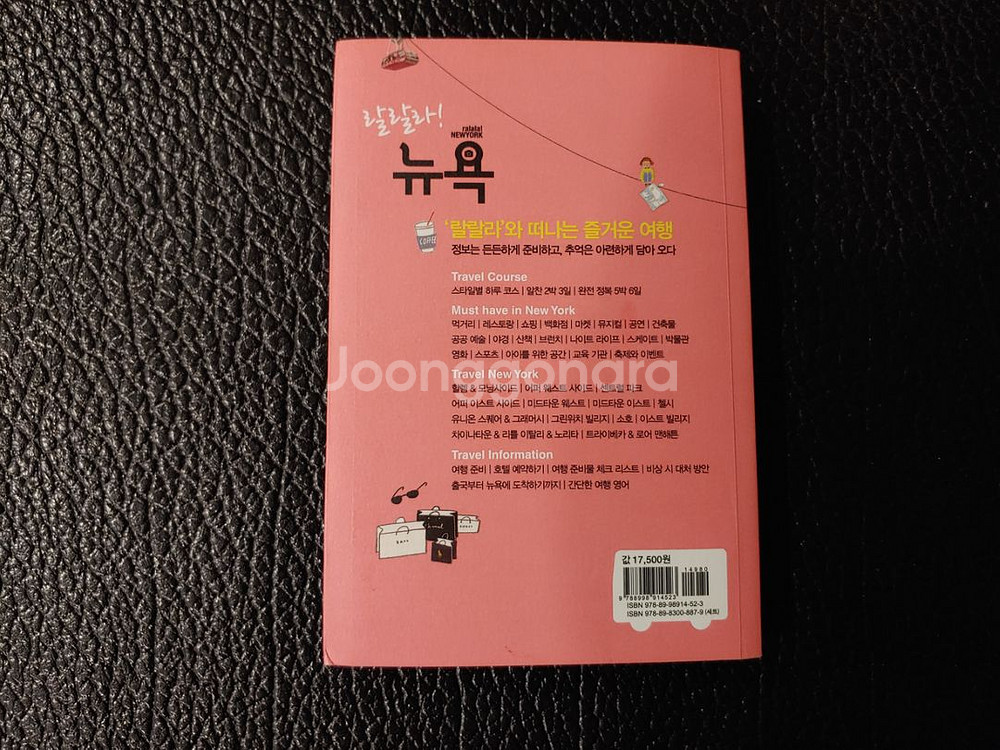 랄랄라!
ralala!
NEWYORK
뉴욕
'랄랄라'와 떠나는 즐거운 여행
정보는 든든하게 준비하고, 추억은 아련하게 담아 오다
COFFEE
Travel Course
스타일별 하루 코스 | 알찬 2박 3일 | 완전 정복 5박 6일
Must have in New York
먹거리 | 레스토랑 | 쇼핑 | 백화점 | 마켓 | 뮤지컬 | 공연 | 건축물
공공 예술 | 야경 | 산책 | 브런치 | 나이트 라이프 | 스케이트 | 박물관
영화 | 스포츠 | 아이를 위한 공간 | 교육 기관 | 축제와 이벤트
Joonggonara
Travel New York
할렘 & 모닝사이드 | 어퍼 웨스트 사이드 | 센트럴 파크
어퍼 이스트 사이드 | 미드타운 웨스트 | 미드타운 이스트 | 첼시
유니온 스퀘어 & 그래머시 | 그린위치 빌리지 | 소호 | 이스트 빌리지
차이나타운 & 리틀 이탈리 & 노리타 | 트라이베카 & 로어 맨해튼
Travel Information
여행 준비 | 호텔 예약하기 | 여행 준비물 체크 리스트 | 비상 시 대처 방안
출국부터 뉴욕에 도착하기까지 | 간단한 여행 영어
값 17,500원
14980
9 788998 914523
ISBN 978-89-98914-52-3
ISBN 978-89-8300-887-9 (세트)